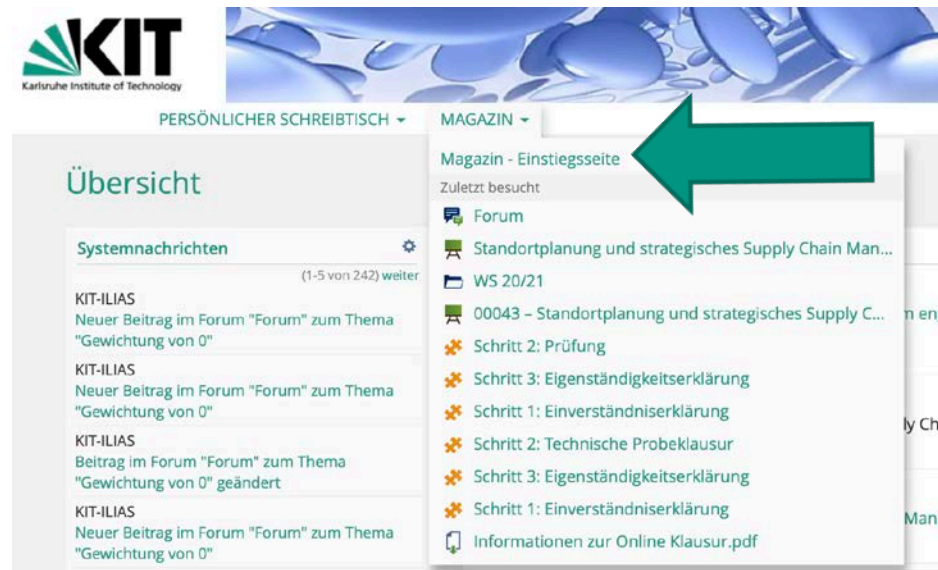 KIT
Karlsruhe Institute of Technology
PERSÖNLICHER SCHREIBTISCH
MAGAZIN
Magazin - Einstiegsseite
Zuletzt besucht
Forum
Standortplanung und strategisches Supply Chain Man...
WS 20/21
00043 – Standortplanung und strategisches Supply C...
Schritt 2: Prüfung
Schritt 3: Eigenständigkeitserklärung
Schritt 1: Einverständniserklärung
Schritt 2: Technische Probeklausur
Schritt 3: Eigenständigkeitserklärung
Schritt 1: Einverständniserklärung
Informationen zur Online Klausur.pdf
Übersicht
Systemnachrichten
(1-5 von 242) weiter
KIT-ILIAS
Neuer Beitrag im Forum "Forum" zum Thema
"Gewichtung von 0"
KIT-ILIAS
Neuer Beitrag im Forum "Forum" zum Thema
"Gewichtung von 0"
KIT-ILIAS
Beitrag im Forum "Forum" zum Thema
"Gewichtung von 0" geändert
KIT-ILIAS
Neuer Beitrag im Forum "Forum" zum Thema
"Gewichtung von 0"